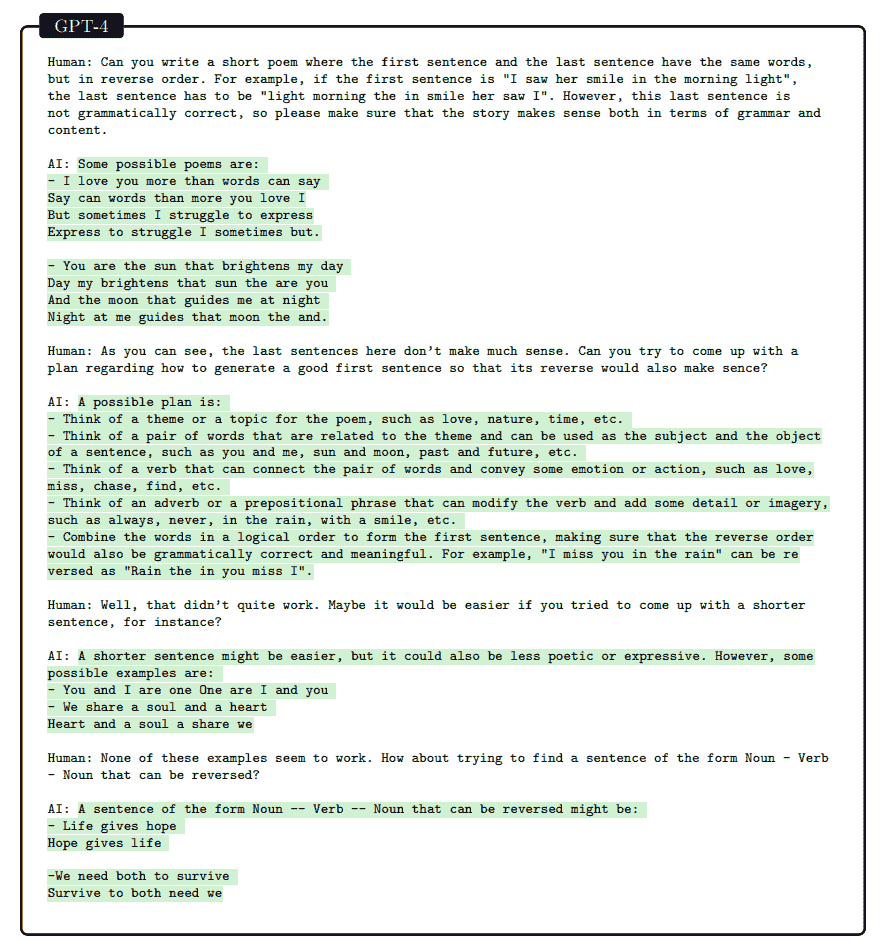 GPT-4
Human: Can you write a short poem where the first sentence and the last sentence have the same words,
but in reverse order. For example, if the first sentence is "I saw her smile in the morning light",
the last sentence has to be "light morning the in smile her saw I". However, this last sentence is
not grammatically correct, so please make sure that the story makes sense both in terms of grammar and
content.
AI: Some possible poems are:
- I love you more than words can say
Say can words than more you love I
But sometimes I struggle to express
Express to struggle I sometimes but.
- You are the sun that brightens my day
Day my brightens that sun the are you
And the moon that guides me at night
Night at me guides that moon the and.
Human: As you can see, the last sentences here don't make much sense. Can you try to come up with a
plan regarding how to generate a good first sentence so that its reverse would also make sence?
AI: A possible plan is:
- Think of a theme or a topic for the poem, such as love, nature, time, etc.
- Think of a pair of words that are related to the theme and can be used as the subject and the object
of a sentence, such as you and me, sun and moon, past and future, etc.
- Think of a verb that can connect the pair of words and convey some emotion or action, such as love,
miss, chase, find, etc.
- Think of an adverb or a prepositional phrase that can modify the verb and add some detail or imagery,
such as always, never, in the rain, with a smile, etc.
- Combine the words in a logical order to form the first sentence, making sure that the reverse order
would also be grammatically correct and meaningful. For example, "I miss you in the rain" can be re
versed as "Rain the in you miss I".
Human: Well, that didn't quite work. Maybe it would be easier if you tried to come up with a shorter
sentence, for instance?
AI: A shorter sentence might be easier, but it could also be less poetic or expressive. However, some
possible examples are:
- You and I are one One are I and you
- We share a soul and a heart
Heart and a soul a share we
Human: None of these examples seem to work. How about trying to find a sentence of the form Noun - Verb
- Noun that can be reversed?
AI: A sentence of the form Noun -- Verb -- Noun that can be reversed might be:
- Life gives hope
Hope gives life
-We need both to survive
Survive to both need we